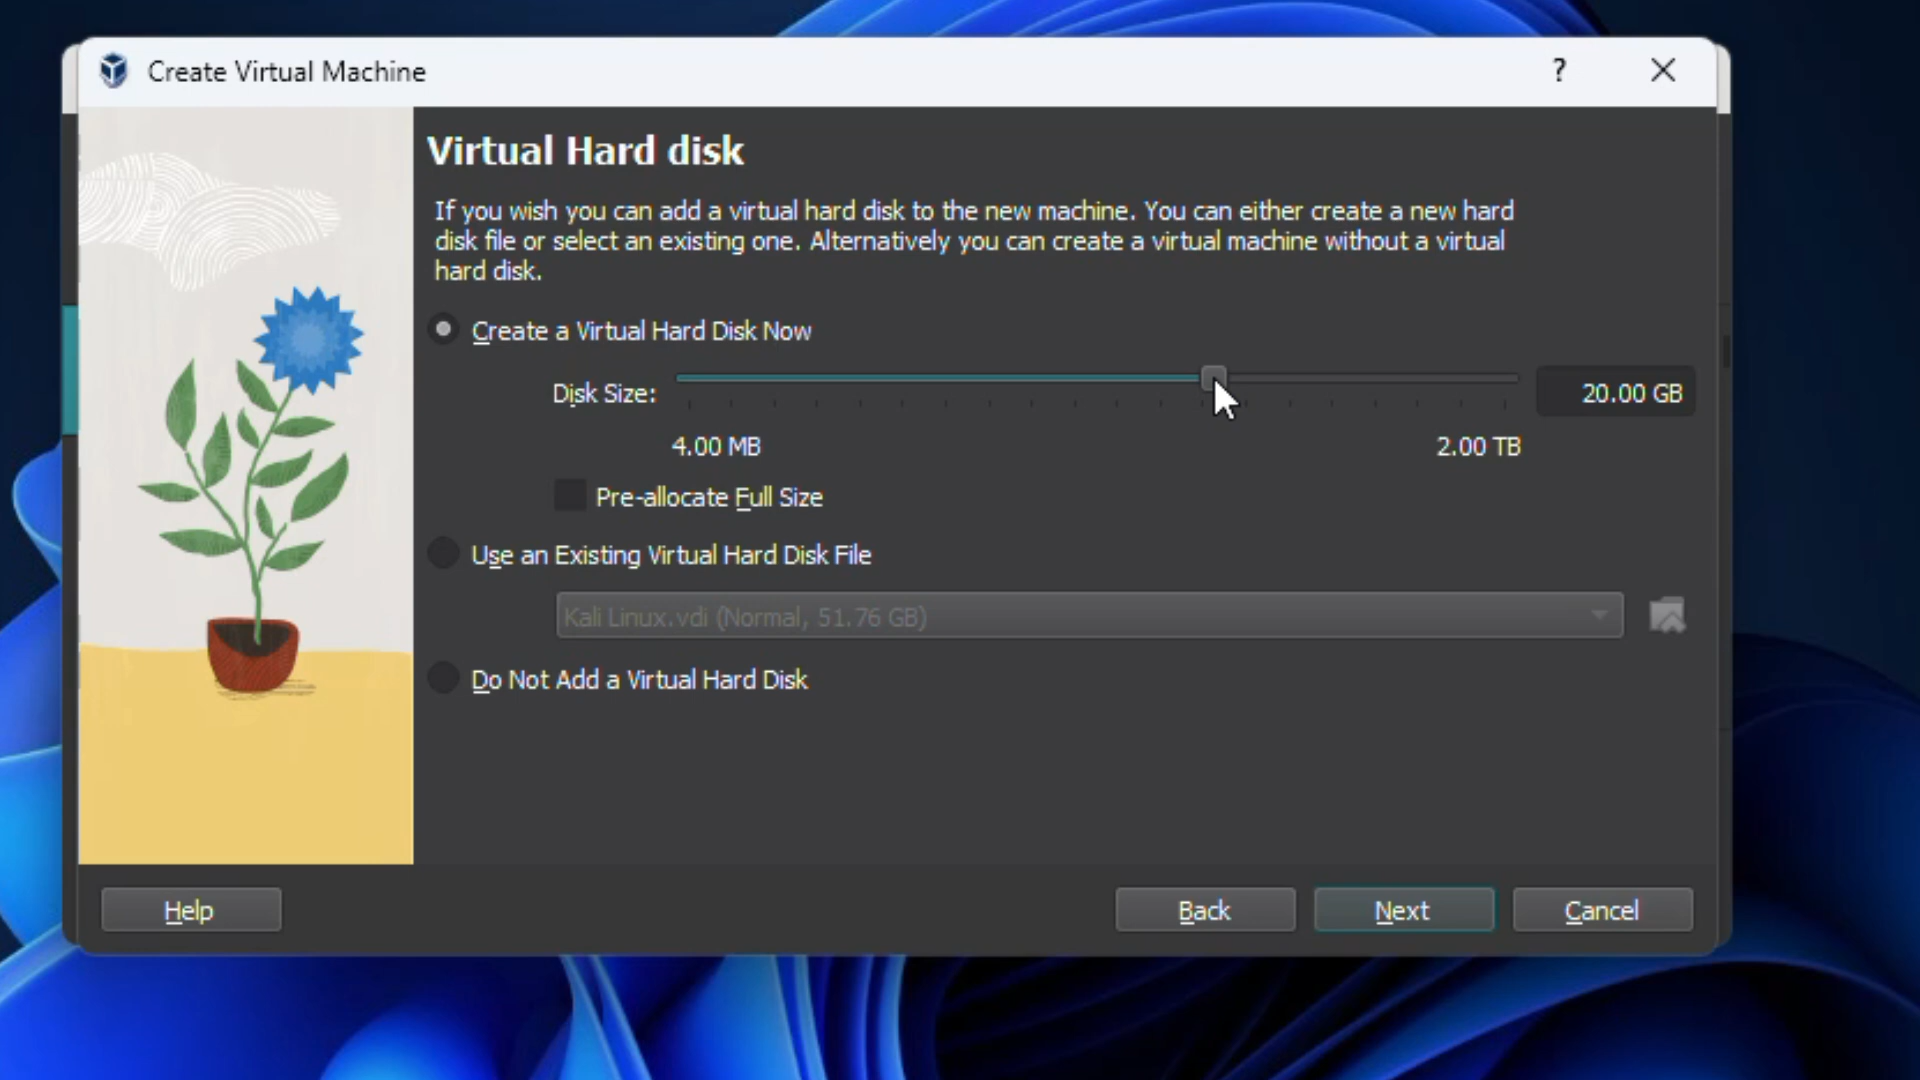 Create Virtual Machine
?
Virtual Hard disk
If you wish you can add a virtual hard disk to the new machine. You can either create a new hard
disk file or select an existing one. Alternatively you can create a virtual machine without a virtual
hard disk.
Create a Virtual Hard Disk Now
Disk Size:
20.00 GB
4.00 MB
2.00 TB
Pre-allocate Full Size
Use an Existing Virtual Hard Disk File
Kali Linux.vdi (Normal, 51.76 GB)
Do Not Add a Virtual Hard Disk
Help
Back
Next
Cancel